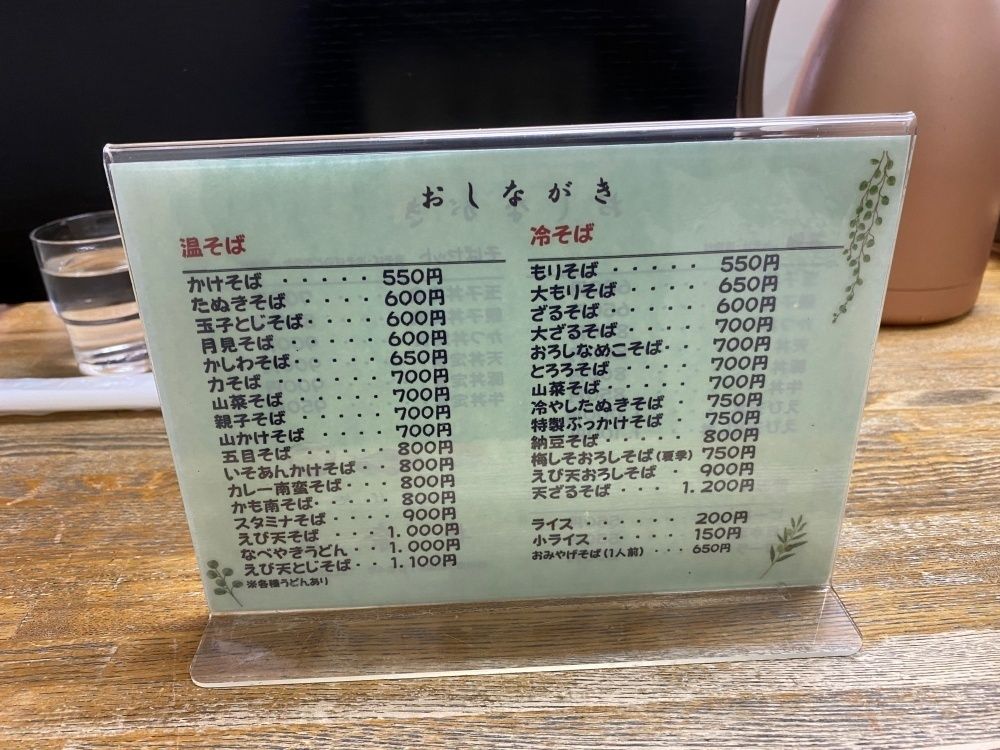 おしながき
温そば
かけそば ・・・・・ 550円
たぬきそば ・・・・ 600円
玉子とじそば・・・・ 600円
月見そば ・・・・・ 600円
かしわそば・・・・・ 650円
力そば ・・・・・・ 700円
山菜そば ・・・・・ 700円
親子そば ・・・・・ 700円
山かけそば ・・・・ 700円
五目そば ・・・・・ 800円
いそあんかけそば・・ 800円
カレー南蛮そば ・・・ 800円
かも南そば・・・・・ 800円
スタミナそば ・・・ 900円
えび天そば ・・・・ 1.000円
なべやきうどん・・・ 1.000円
えび天とじそば・・・ 1.100円
※各種うどんあり
冷そば
もりそば ・・・・・ 550円
大もりそば ・・・・ 650円
ざるそば ・・・・・ 600円
大ざるそば ・・・・ 700円
おろしなめこそば・・ 700円
とろろそば ・・・・ 700円
山菜そば ・・・・・ 700円
冷やしたぬきそば・・ 750円
特製ぶっかけそば・・ 750円
納豆そば ・・・・・ 800円
梅しそおろしそば(夏季) 750円
えび天おろしそば ・・ 900円
天ざるそば ・・・・ 1.200円
ライス ・・・・・・ 200円
小ライス ・・・・・ 150円
おみやげそば(1人前) ・・・ 650円